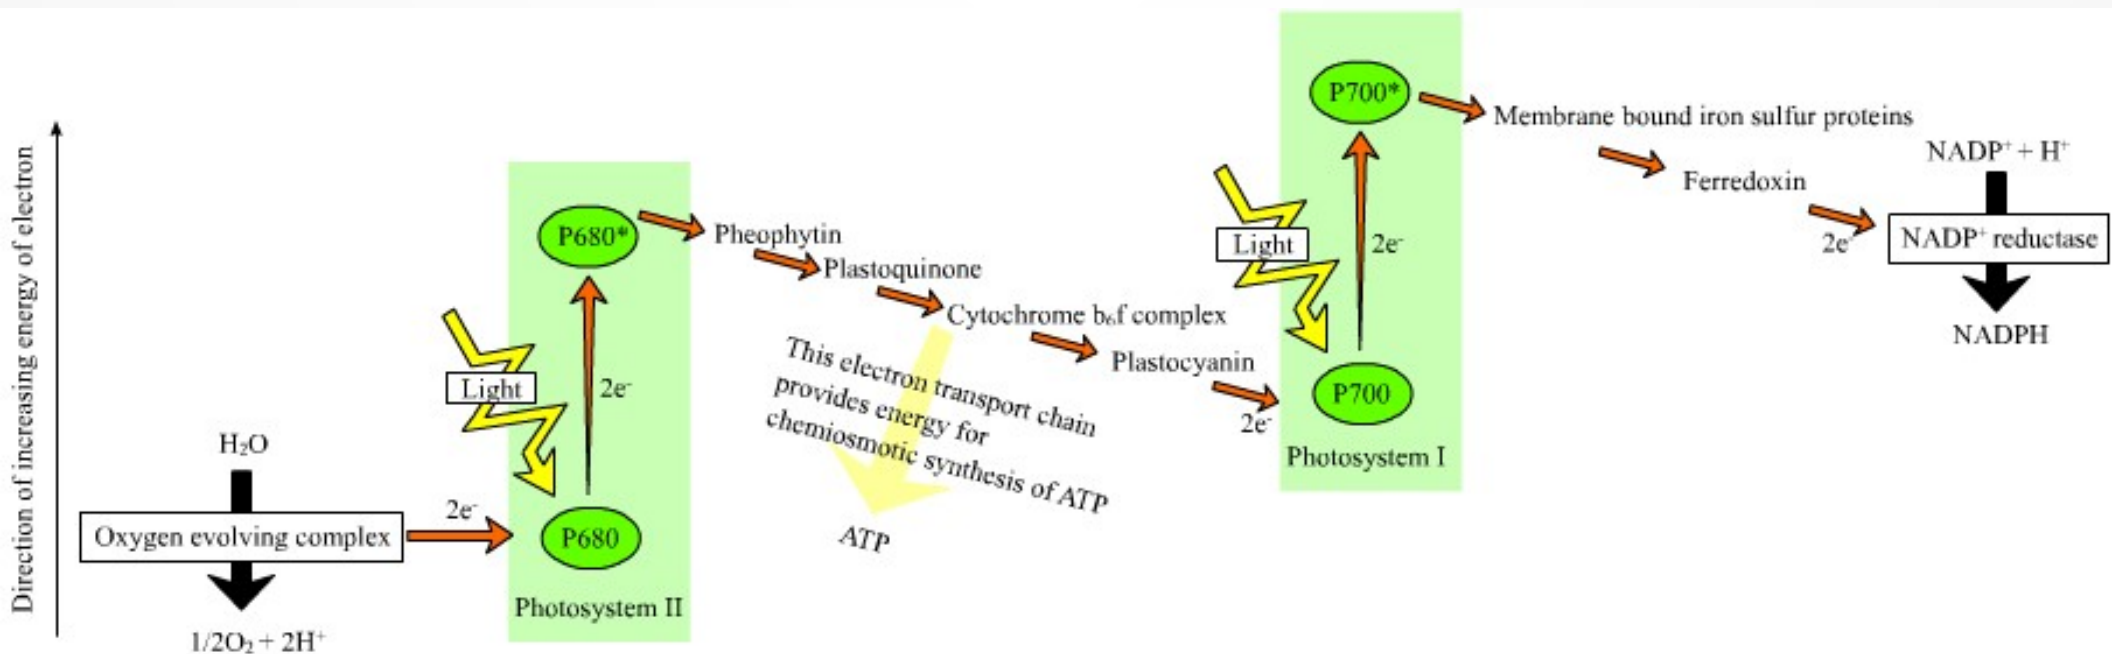 Direction of increasing energy of electron
H₂O
Oxygen evolving complex
1/2O₂ + 2H⁺
2e⁻
Light
P680*
2e⁻
P680
Photosystem II
Pheophytin
Plastoquinone
Cytochrome b₆f complex
Plastocyanin
2e⁻
This electron transport chain
provides energy for
chemiosmotic synthesis of ATP
ATP
Light
P700*
2e⁻
P700
Photosystem I
Membrane bound iron sulfur proteins
Ferredoxin
2e⁻
NADP⁺ + H⁺
NADP⁺ reductase
NADPH